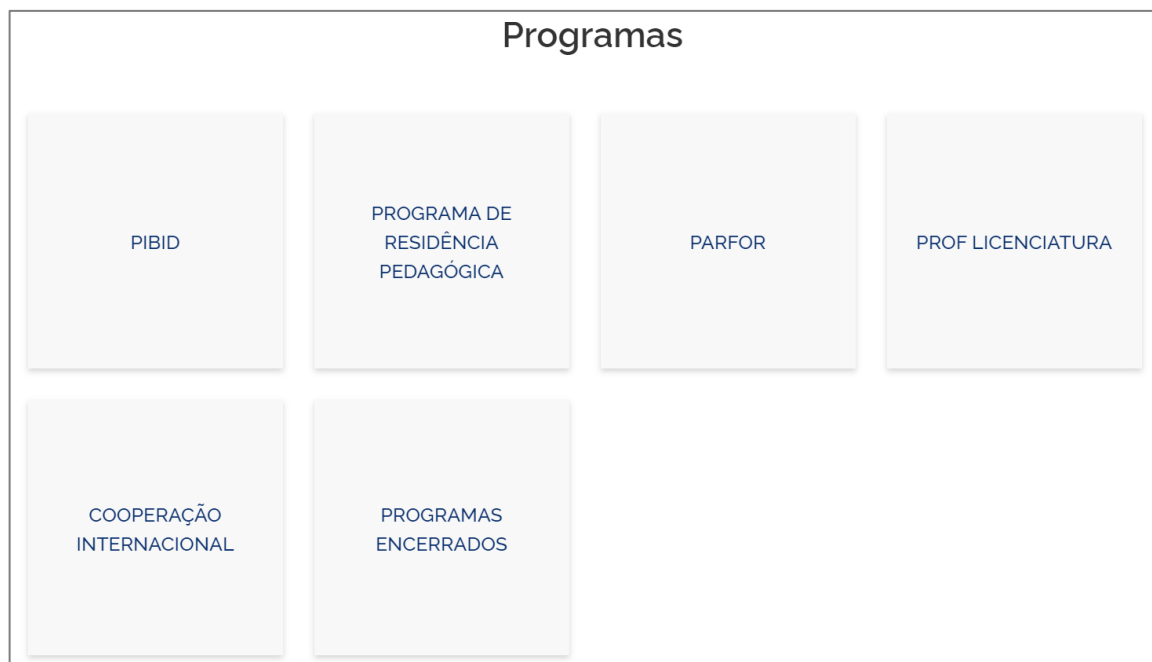 Programas
PIBID
PROGRAMA DE
RESIDÊNCIA
PEDAGÓGICA
PARFOR
PROF LICENCIATURA
COOPERAÇÃO
INTERNACIONAL
PROGRAMAS
ENCERRADOS